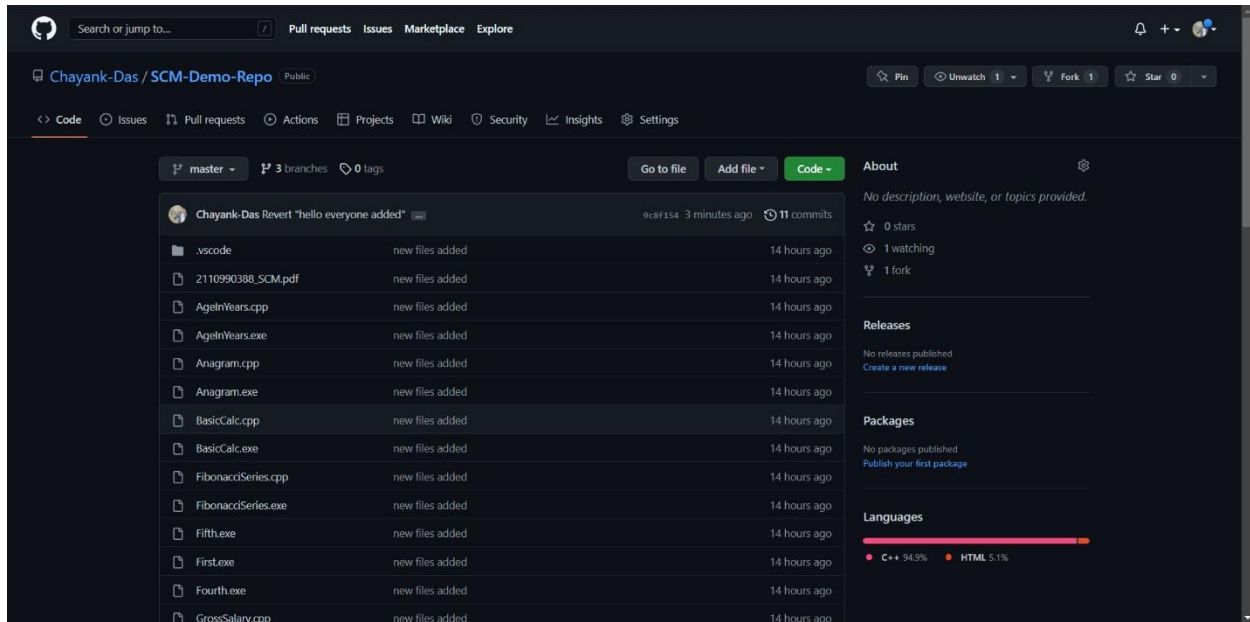 Search or jump to... / Pull requests Issues Marketplace Explore
Chayank-Das / SCM-Demo-Repo Public Pin Unwatch 1 Fork 1 Star 0
Code Issues Pull requests Actions Projects Wiki Security Insights Settings
master 3 branches 0 tags Go to file Add file Code
Chayank-Das Revert "hello everyone added" ... 9c8f154 3 minutes ago 11 commits
.vscode new files added 14 hours ago
2110990388_SCM.pdf new files added 14 hours ago
AgeInYears.cpp new files added 14 hours ago
AgeInYears.exe new files added 14 hours ago
Anagram.cpp new files added 14 hours ago
Anagram.exe new files added 14 hours ago
BasicCalc.cpp new files added 14 hours ago
BasicCalc.exe new files added 14 hours ago
FibonacciSeries.cpp new files added 14 hours ago
FibonacciSeries.exe new files added 14 hours ago
Fifth.exe new files added 14 hours ago
First.exe new files added 14 hours ago
Fourth.exe new files added 14 hours ago
GrossSalary.cpp new files added 14 hours ago
About
No description, website, or topics provided.
0 stars
1 watching
1 fork
Releases
No releases published
Create a new release
Packages
No packages published
Publish your first package
Languages
C++ 94.9% HTML 5.1%